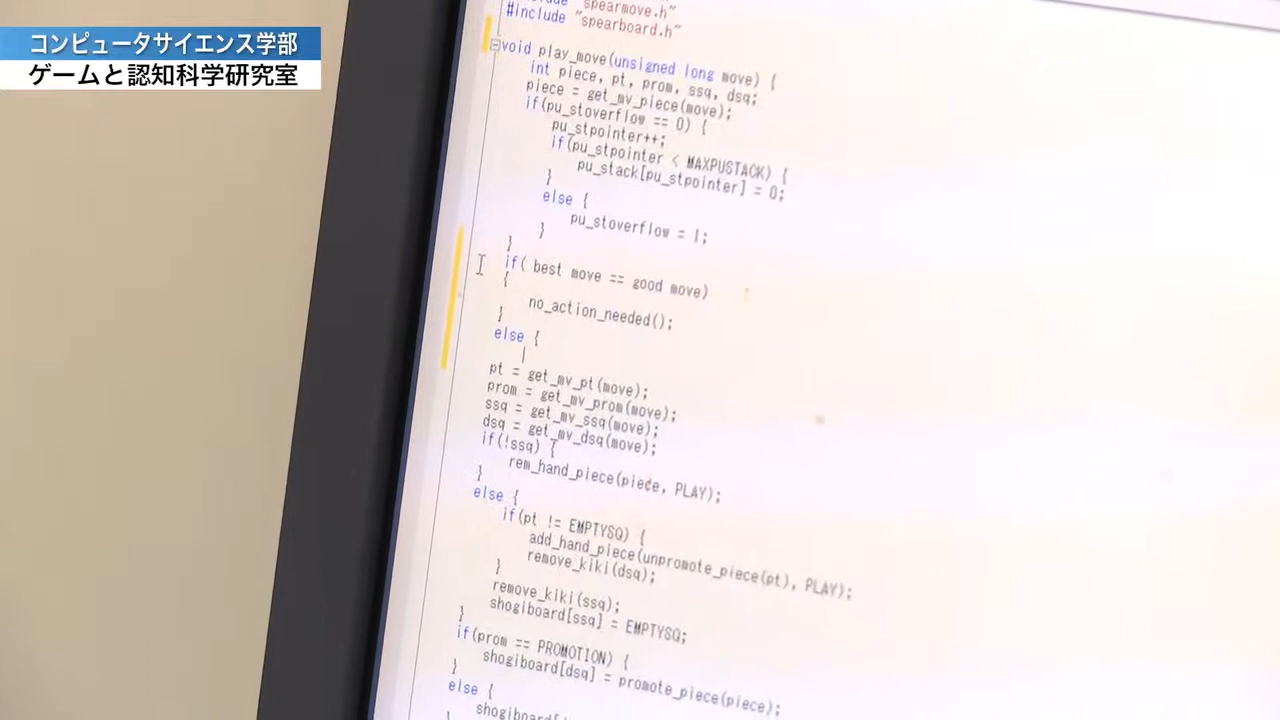 コンピュータサイエンス学部
ゲームと認知科学研究室
"spearmove.h"
#include "spearboard.h"
void play_move(unsigned long move) {
int piece, pt, prom, ssq, dsq;
piece = get_mv_piece(move);
if(pu_stoverflow == 0) {
pu_stpointer++;
if(pu_stpointer < MAXPUSTACK) {
pu_stack[pu_stpointer] = 0;
}
else {
pu_stoverflow = 1;
}
}
if( best move == good move)
{
no_action_needed();
}
else {
pt = get_mv_pt(move);
prom = get_mv_prom(move);
ssq = get_mv_ssq(move);
dsq = get_mv_dsq(move);
if(!ssq) {
rem_hand_piece(piece, PLAY);
}
else {
if(pt != EMPTYSQ) {
add_hand_piece(unpromote_piece(pt), PLAY);
remove_kiki(dsq);
}
remove_kiki(ssq);
shogiboard[ssq] = EMPTYSQ;
}
if(prom == PROMOTION) {
shogiboard[dsq] = promote_piece(piece);
}
else {